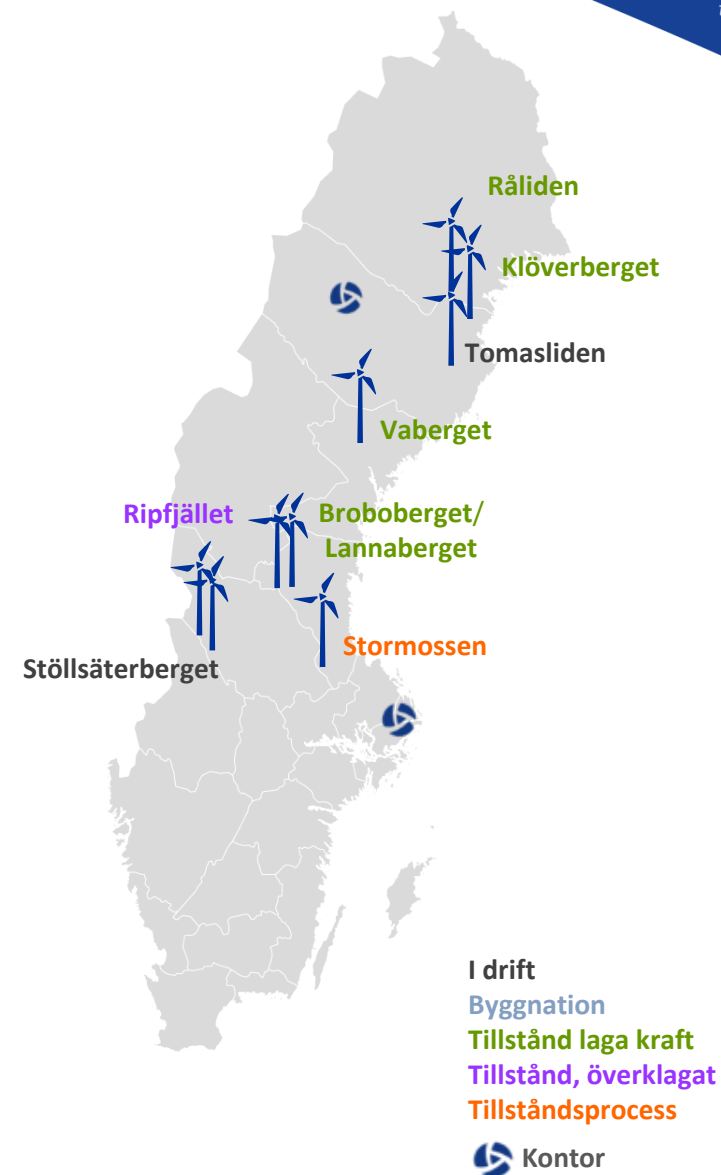 Råliden
Klöverberget
Tomasliden
Vaberget
Ripfjället
Broboberget/
Lannaberget
Stormossen
Stöllsäterberget
I drift
Byggnation
Tillstånd laga kraft
Tillstånd, överklagat
Tillståndsprocess
Kontor